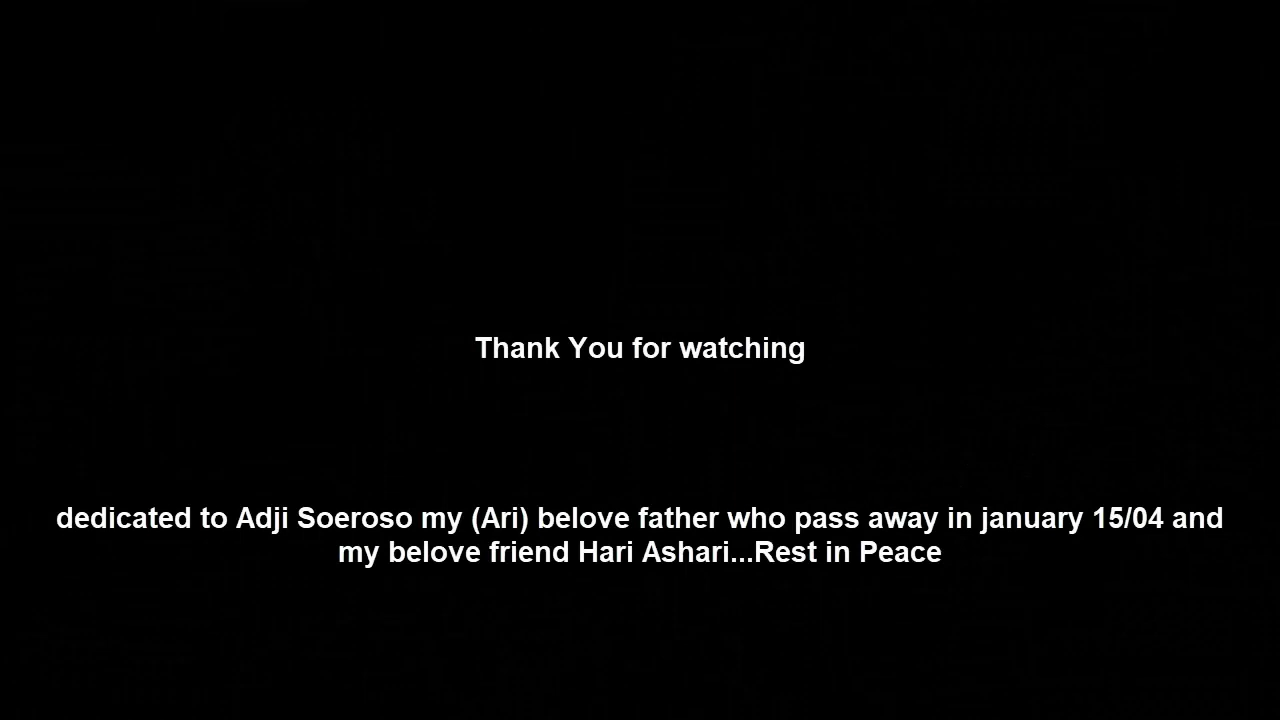 Thank You for watching
dedicated to Adji Soeroso my (Ari) belove father who pass away in january 15/04 and
my belove friend Hari Ashari...Rest in Peace